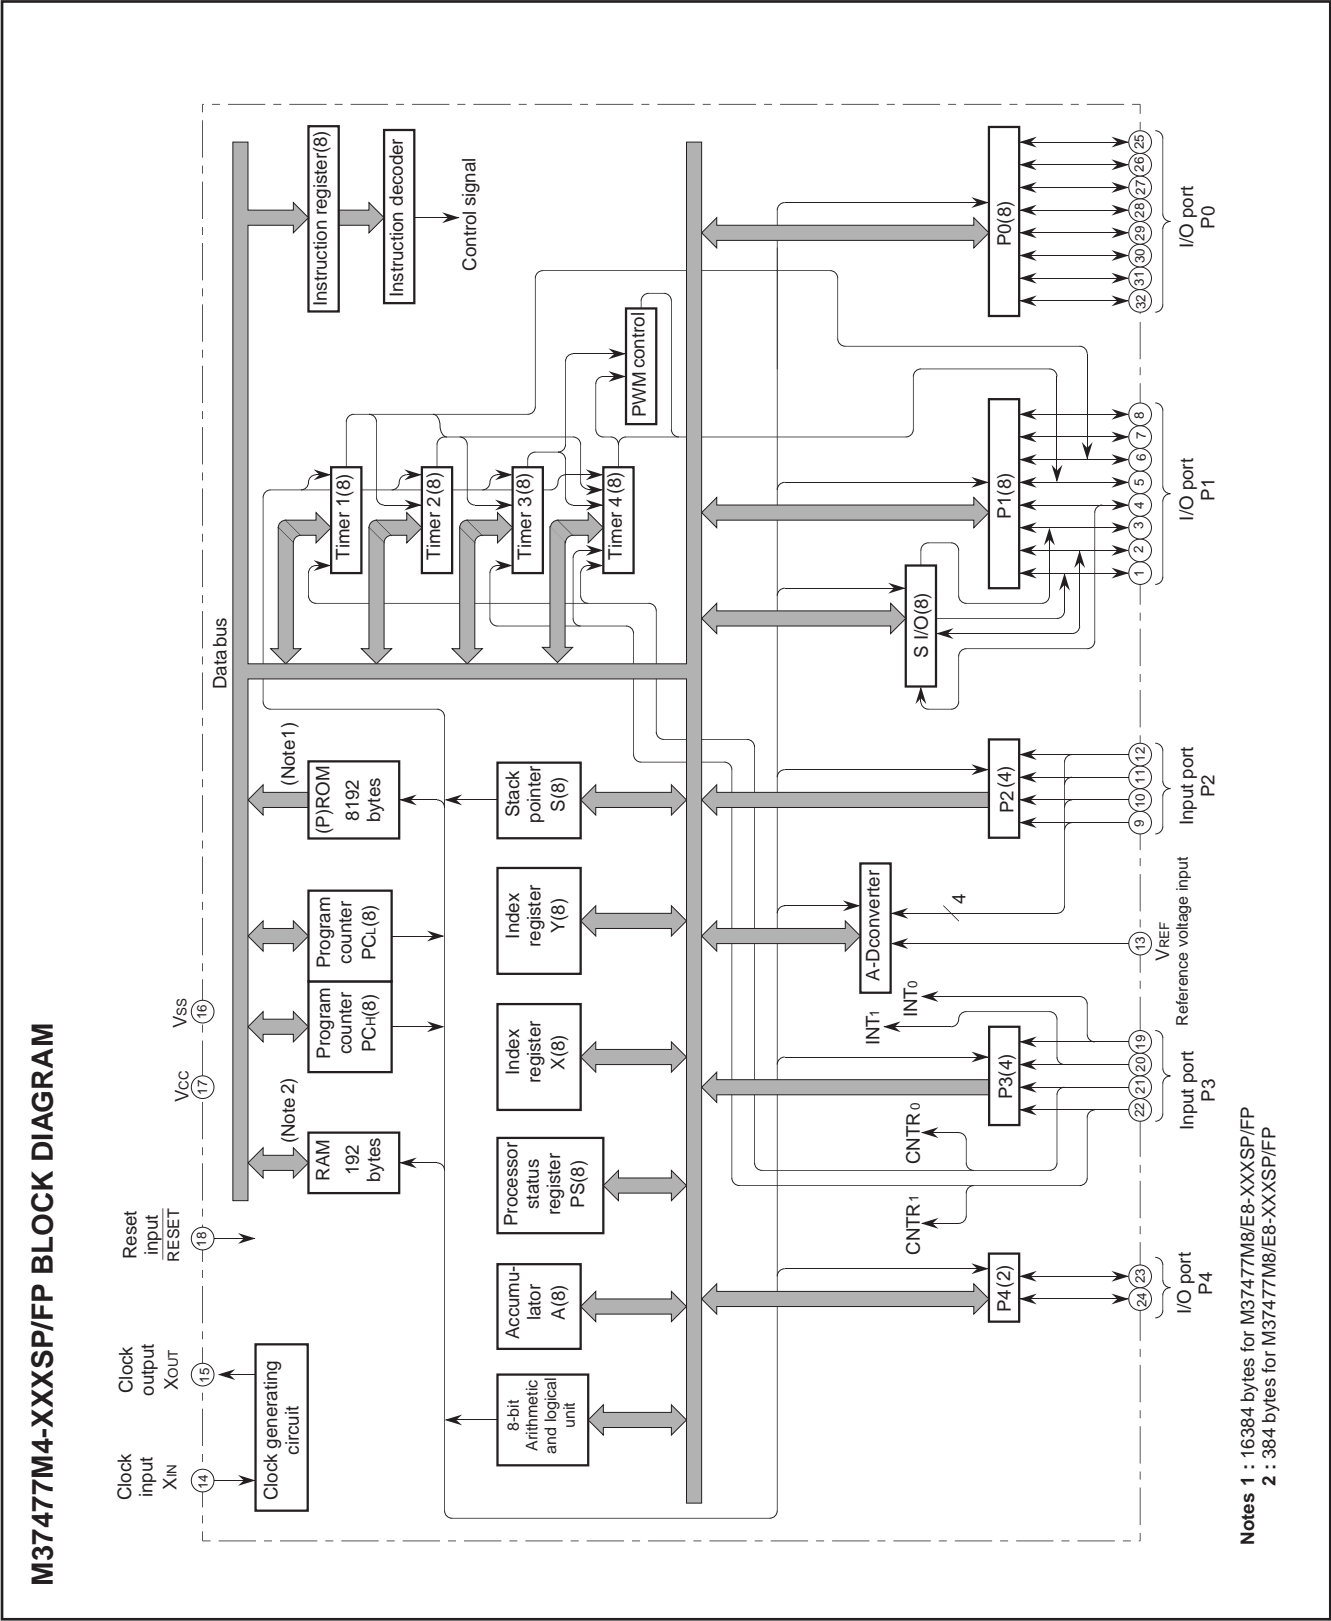 M37477M4-XXXSP/FP BLOCK DIAGRAM
Clock
input
XIN
14
Clock
output
XOUT
15
Reset
input
RESET
18
VCC
17
VSS
16
Data bus
Clock generating
circuit
RAM
192
bytes
(Note 2)
Program
counter
PCH(8)
Program
counter
PCL(8)
(P)ROM
8192
bytes
(Note1)
Timer 1(8)
Timer 2(8)
Timer 3(8)
Timer 4(8)
Instruction register(8)
Instruction decoder
Control signal
PWM control
8-bit
Arithmetic
and logical
unit
Accumu-
lator
A(8)
Processor
status
register
PS(8)
Index
register
X(8)
Index
register
Y(8)
Stack
pointer
S(8)
CNTR1
CNTR0
INT1
INT0
A-Dconverter
4
S I/O(8)
P4(2)
P3(4)
P2(4)
P1(8)
P0(8)
24 23
I/O port
P4
22 21 20 19
Input port
P3
13
VREF
Reference voltage input
9 10 11 12
Input port
P2
1 2 3 4 5 6 7 8
I/O port
P1
32 31 30 29 28 27 26 25
I/O port
P0
Notes 1 : 16384 bytes for M37477M8/E8-XXXSP/FP
2 : 384 bytes for M37477M8/E8-XXXSP/FP